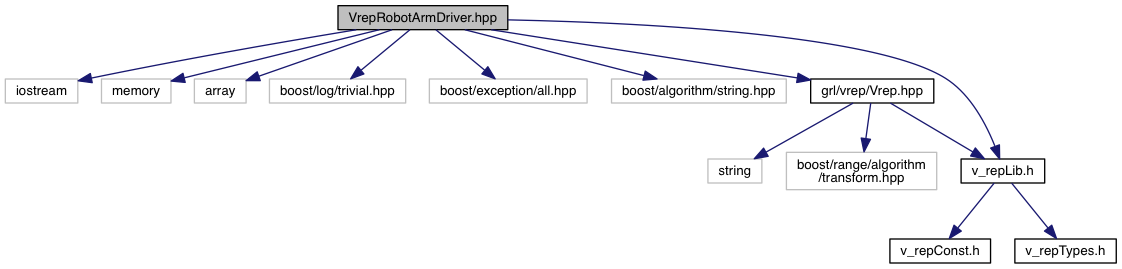 VrepRobotArmDriver.hpp
iostream
memory
array
boost/log/trivial.hpp
boost/exception/all.hpp
boost/algorithm/string.hpp
grl/vrep/Vrep.hpp
string
boost/range/algorithm
/transform.hpp
v_repLib.h
v_repConst.h
v_repTypes.h